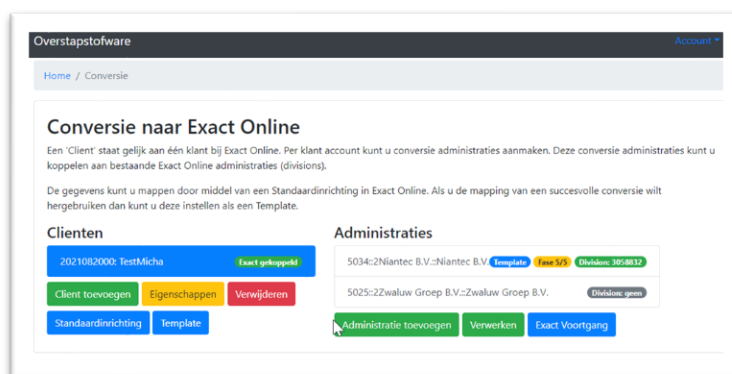 Overstapstofware
Account
Home / Conversie
Conversie naar Exact Online
Een 'Client' staat gelijk aan één klant bij Exact Online. Per klant account kunt u conversie administraties aanmaken. Deze conversie administraties kunt u
koppelen aan bestaande Exact Online administraties (divisions).
De gegevens kunt u mappen door middel van een Standaardinrichting in Exact Online. Als u de mapping van een succesvolle conversie wilt
hergebruiken dan kunt u deze instellen als een Template.
Clienten
2021082000: TestMicha Exact gekoppeld
Client toevoegen Eigenschappen Verwijderen
Standaardinrichting Template
Administraties
5034::2Niantec B.V.::Niantec B.V. Template Fase 5/5 Division: 3058832
5025::2Zwaluw Groep B.V.::Zwaluw Groep B.V. Division: geen
Administratie toevoegen Verwerken Exact Voortgang